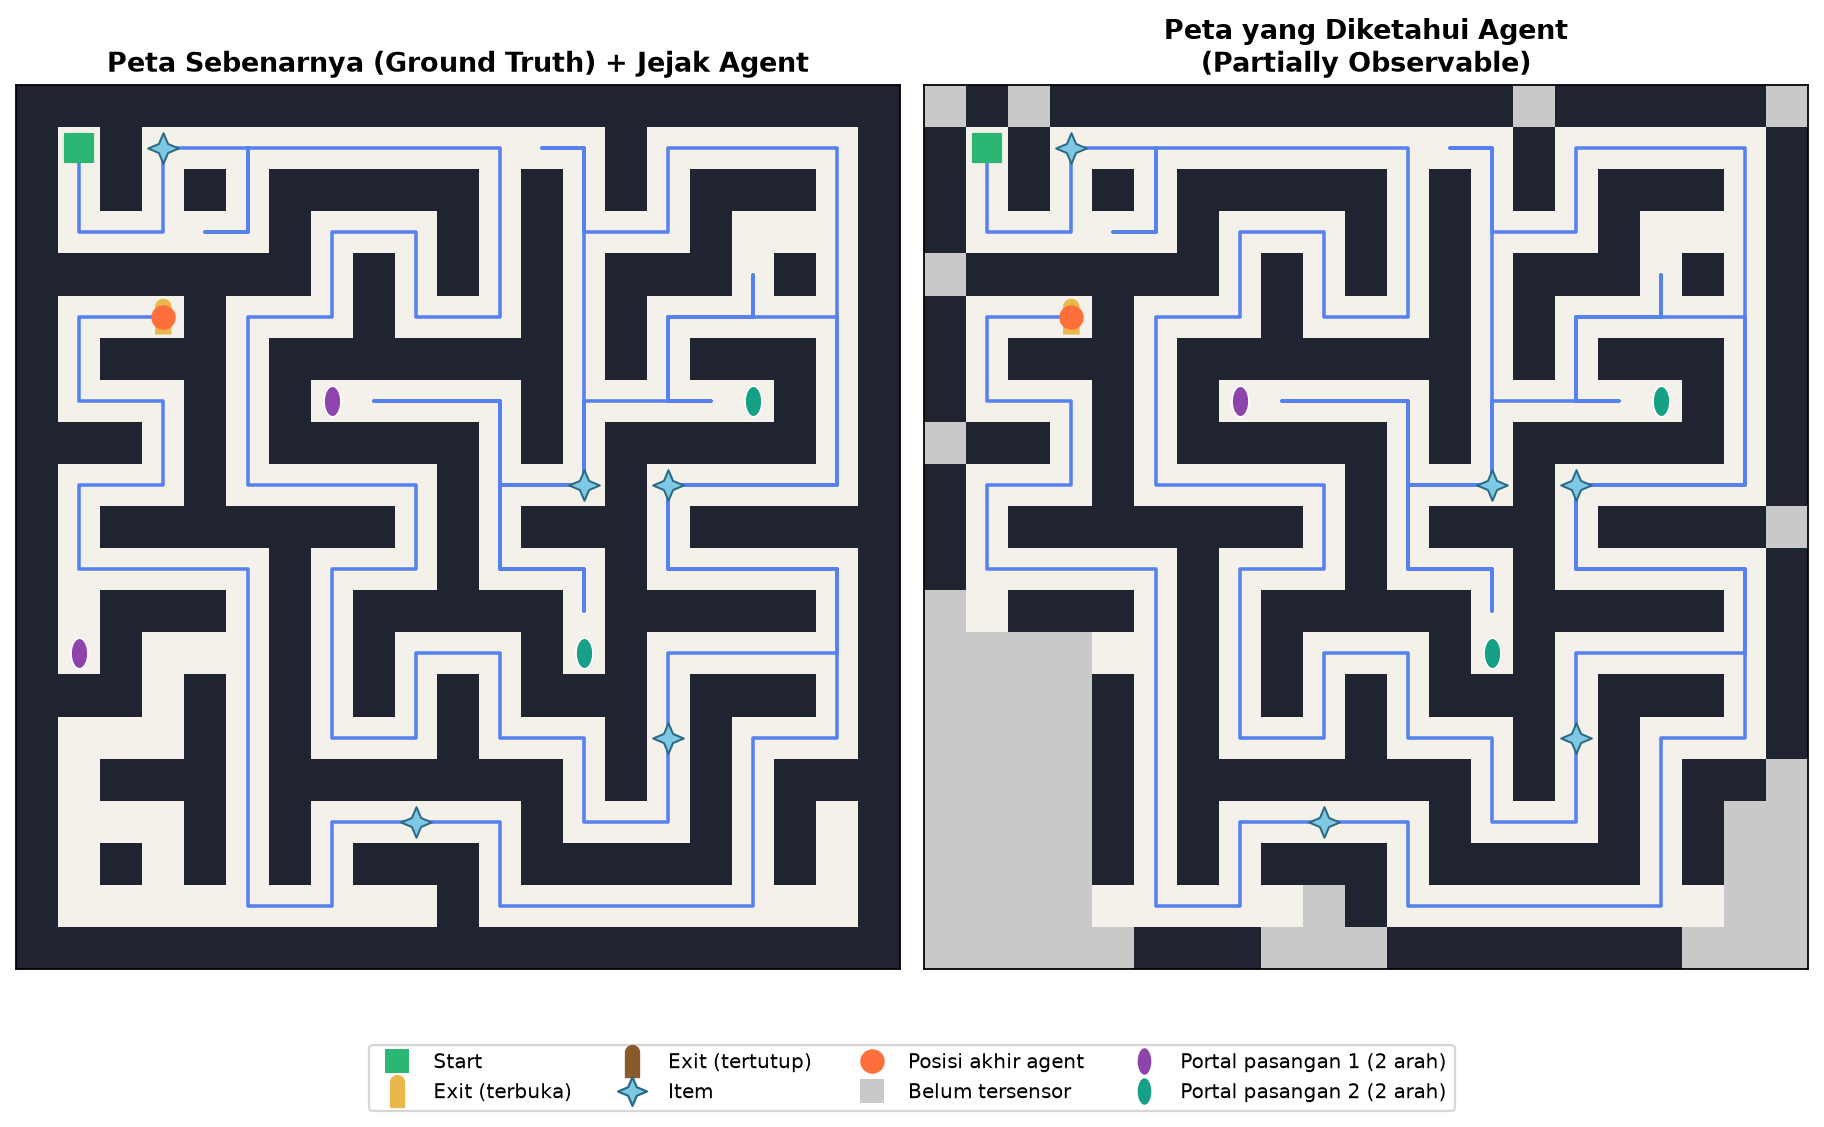 Peta Sebenarnya (Ground Truth) + Jejak Agent
Peta yang Diketahui Agent
(Partially Observable)
Start
Exit (terbuka)
Exit (tertutup)
Item
Posisi akhir agent
Belum tersensor
Portal pasangan 1 (2 arah)
Portal pasangan 2 (2 arah)